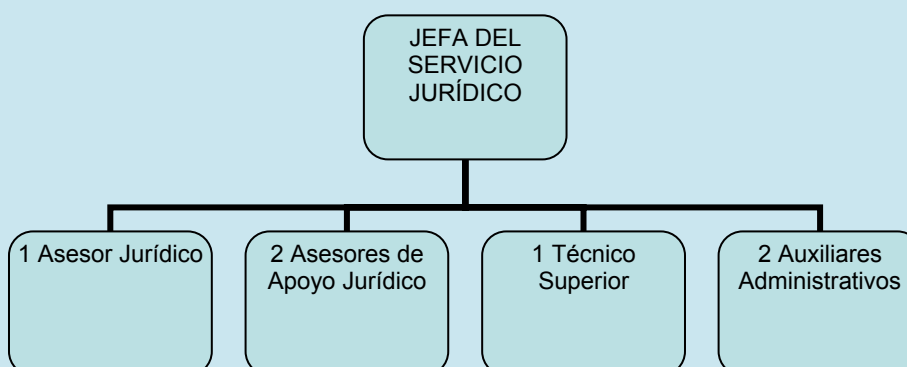 JEFA DEL
SERVICIO
JURÍDICO
1 Asesor Jurídico
2 Asesores de
Apoyo Jurídico
1 Técnico
Superior
2 Auxiliares
Administrativos